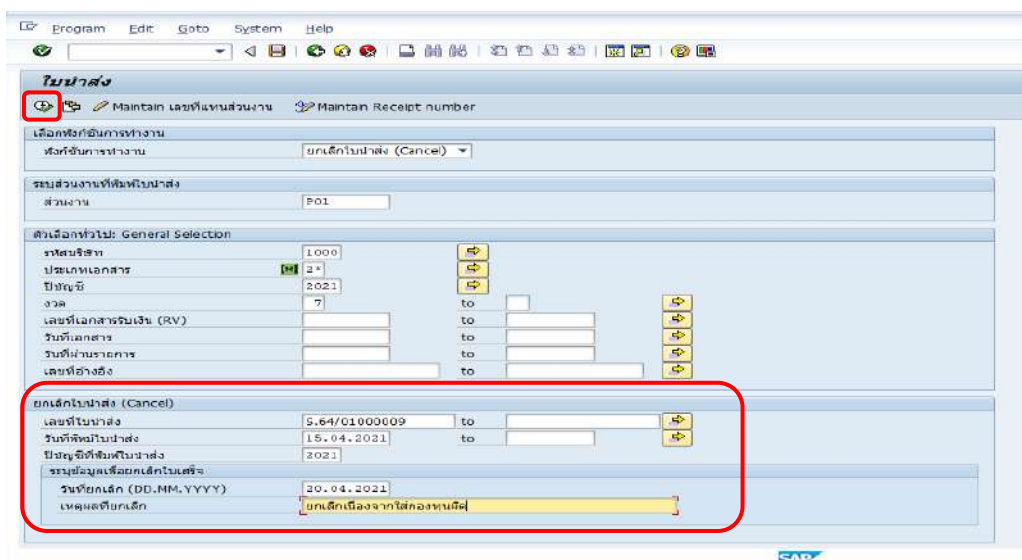 Program Edit Goto System Help
ใบนำส่ง
Maintain เลขที่แทนส่วนงาน Maintain Receipt number
เลือกฟังก์ชันการทำงาน
ฟังก์ชันการทำงาน ยกเลิกใบนำส่ง (Cancel)
ระบุส่วนงานที่พิมพ์ใบนำส่ง
ส่วนงาน P01
ตัวเลือกทั่วไป: General Selection
รหัสบริษัท 1000
ประเภทเอกสาร 2*
ปีบัญชี 2021
งวด 7 to
เลขที่เอกสารรับเงิน (RV) to
วันที่เอกสาร to
วันที่ผ่านรายการ to
เลขที่อ้างอิง to
ยกเลิกใบนำส่ง (Cancel)
เลขที่ใบนำส่ง S.64/01000009 to
วันที่พิมพ์ใบนำส่ง 15.04.2021 to
ปีบัญชีที่พิมพ์ใบนำส่ง 2021
ระบุข้อมูลเพื่อยกเลิกใบเสร็จ
วันที่ยกเลิก (DD.MM.YYYY) 20.04.2021
เหตุผลที่ยกเลิก ยกเลิกเนื่องจากใส่กองทุนผิด
SAP